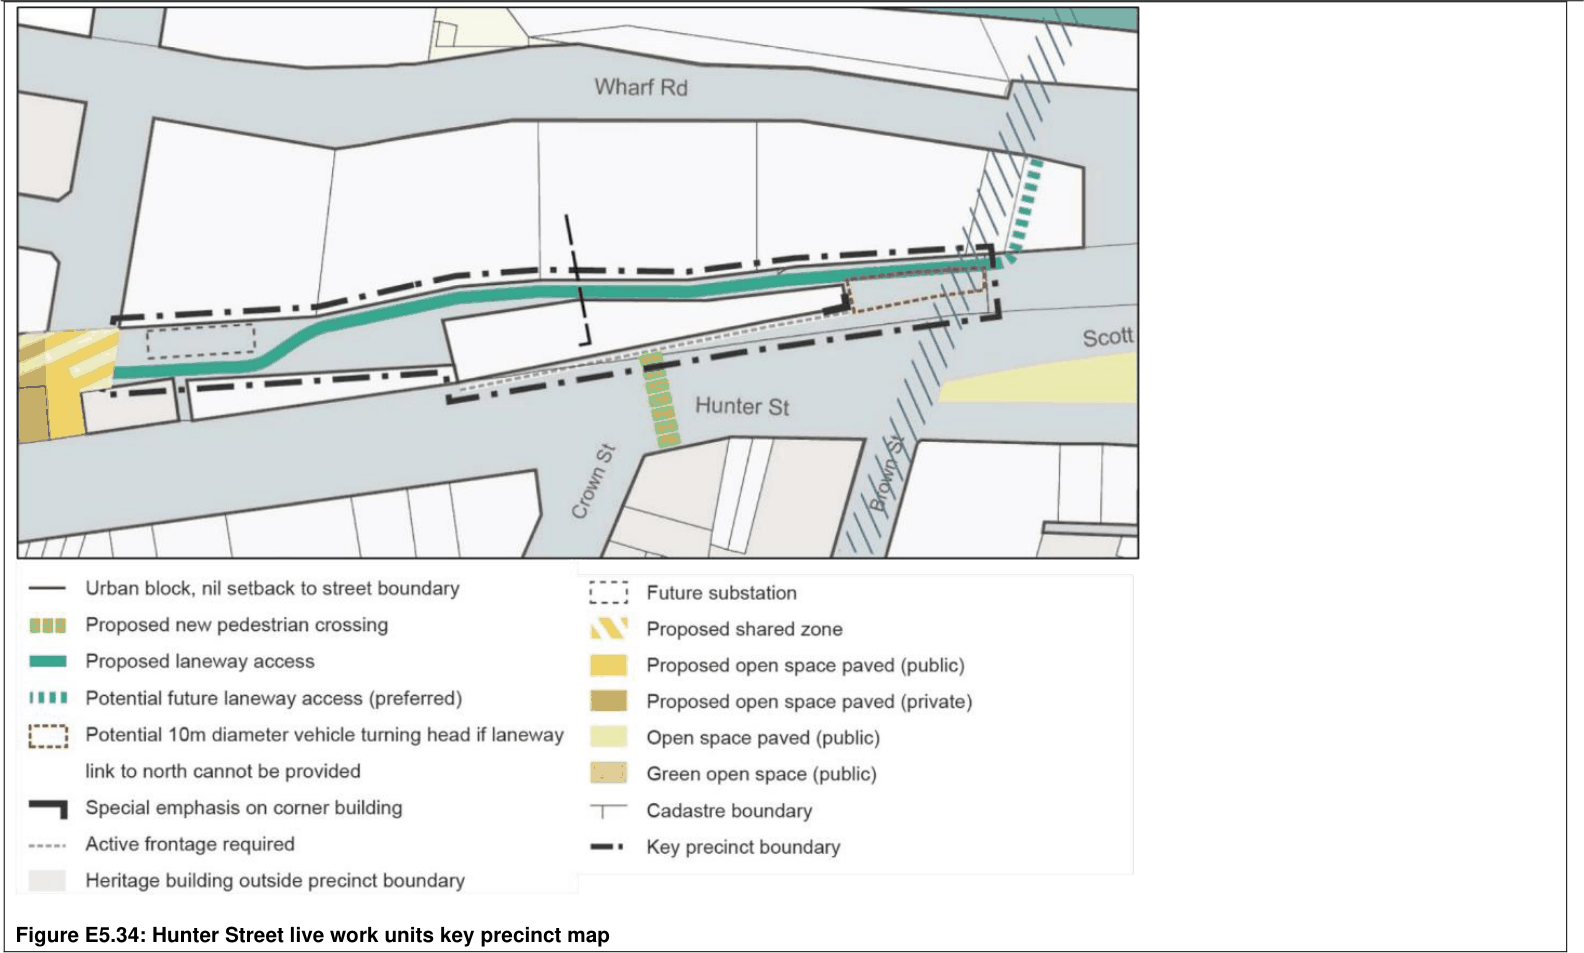 Wharf Rd
Scott
Hunter St
Crown St
Brown St
Urban block, nil setback to street boundary
Proposed new pedestrian crossing
Proposed laneway access
Potential future laneway access (preferred)
Potential 10m diameter vehicle turning head if laneway
link to north cannot be provided
Special emphasis on corner building
Active frontage required
Heritage building outside precinct boundary
Future substation
Proposed shared zone
Proposed open space paved (public)
Proposed open space paved (private)
Open space paved (public)
Green open space (public)
Cadastre boundary
Key precinct boundary
Figure E5.34: Hunter Street live work units key precinct map